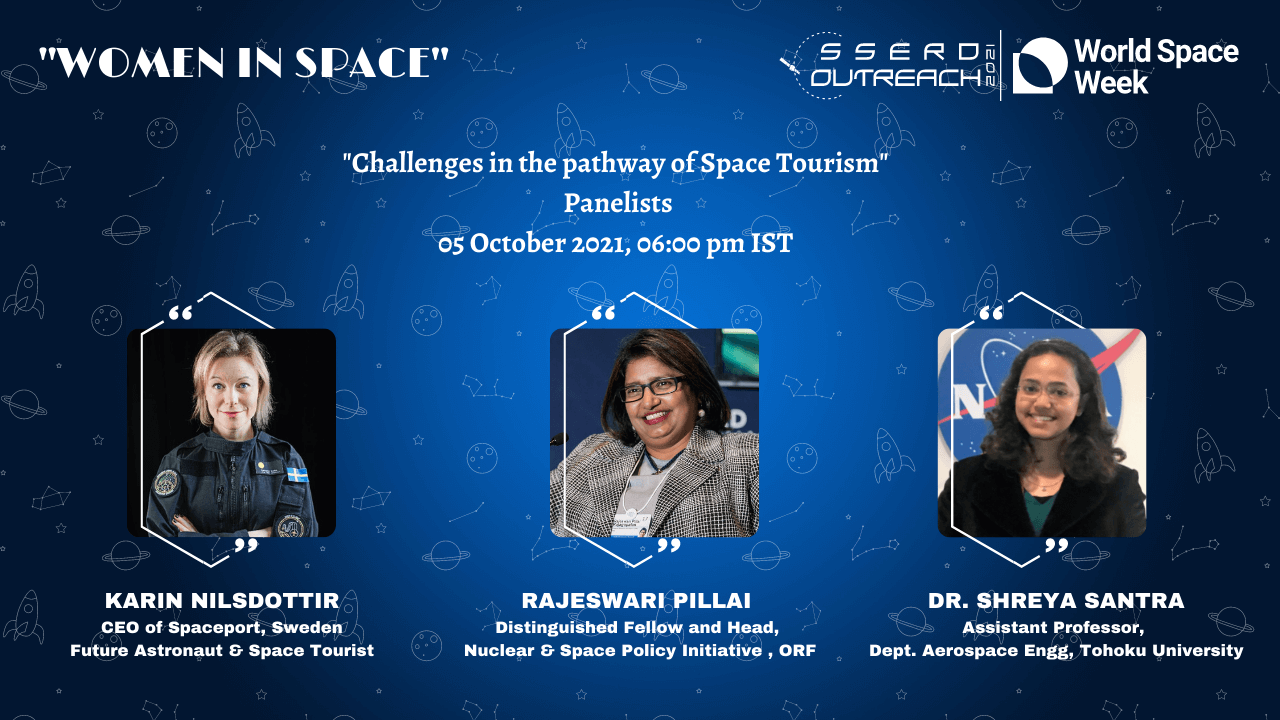 "WOMEN IN SPACE"
SSERD
OUTREACH 2021
World Space
Week
"Challenges in the pathway of Space Tourism"
Panelists
05 October 2021, 06:00 pm IST
KARIN NILSDOTTIR
CEO of Spaceport, Sweden
Future Astronaut & Space Tourist
RAJESWARI PILLAI
Distinguished Fellow and Head,
Nuclear & Space Policy Initiative , ORF
DR. SHREYA SANTRA
Assistant Professor,
Dept. Aerospace Engg, Tohoku University